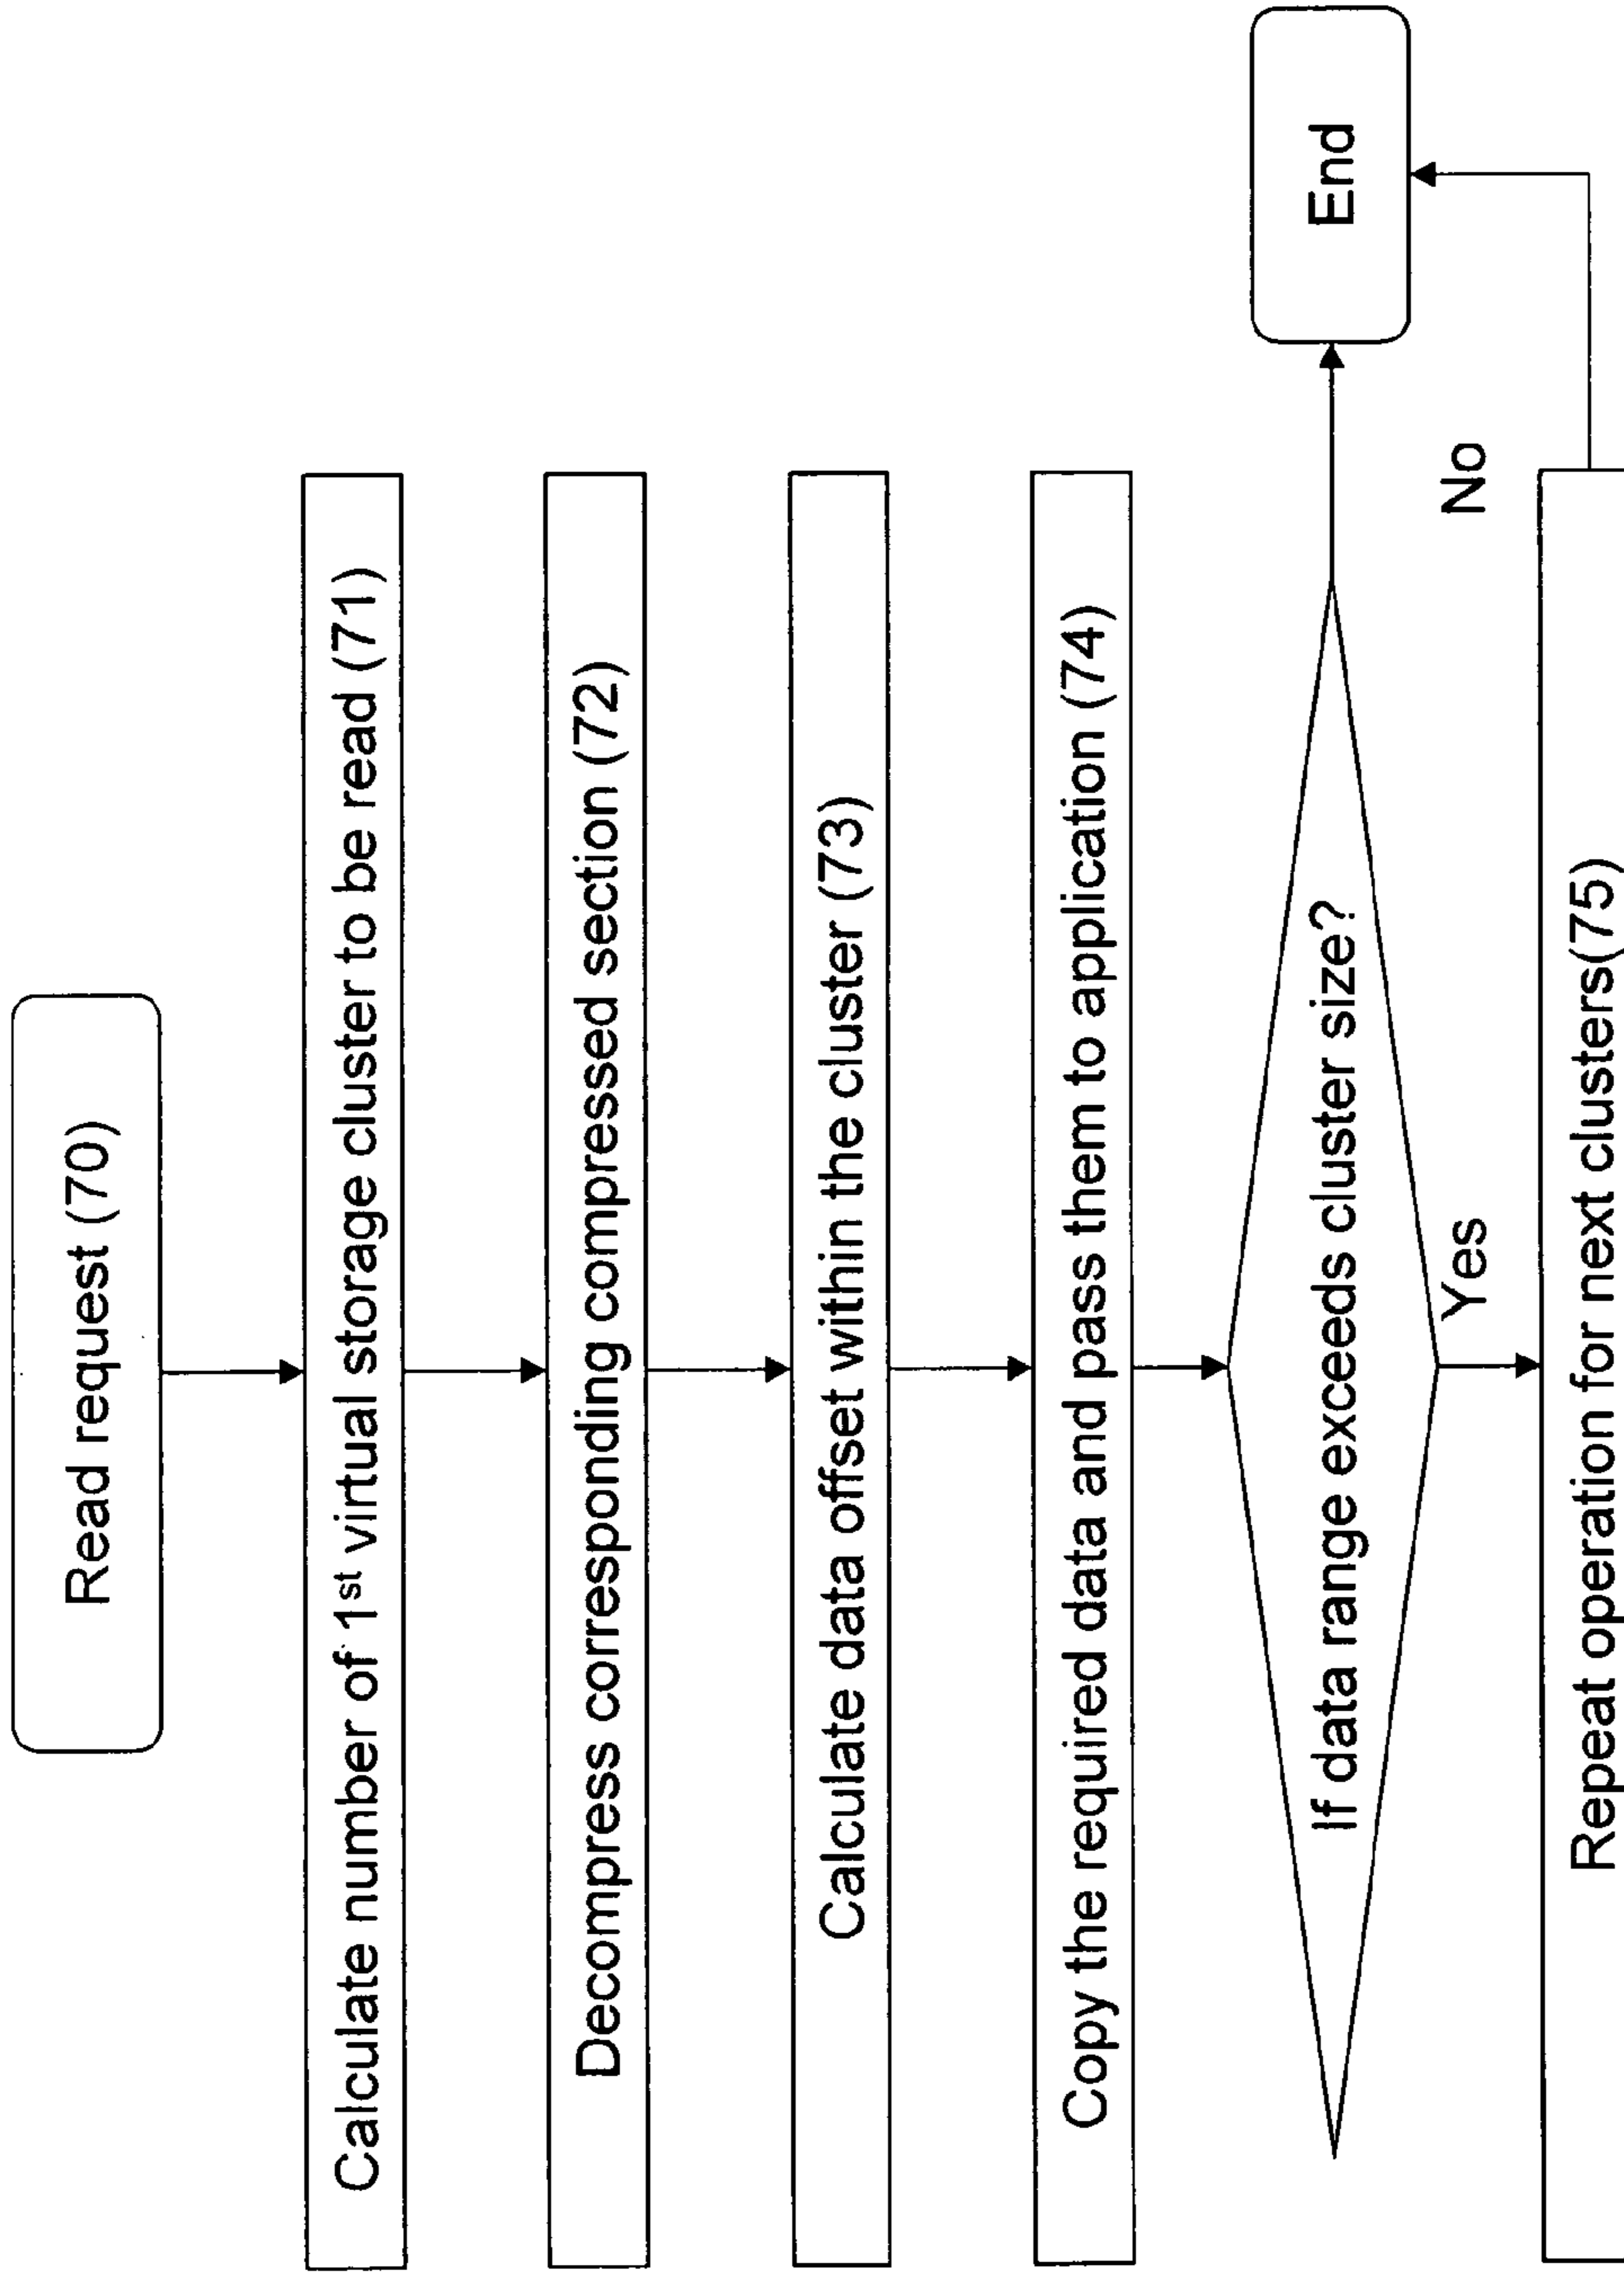 Read request (70)
Calculate number of 1st virtual storage cluster to be read (71)
Decompress corresponding compressed section (72)
Calculate data offset within the cluster (73)
Copy the required data and pass them to application (74)
If data range exceeds cluster size?
End
No
Yes
Repeat operation for next clusters(75)